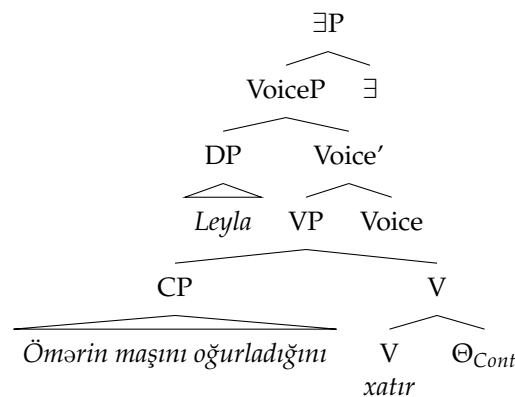 ∃P
VoiceP ∃
DP Voice’
Leyla VP Voice
CP V
Ömərin maşını oğurladığını V Θ_Cont
xatır